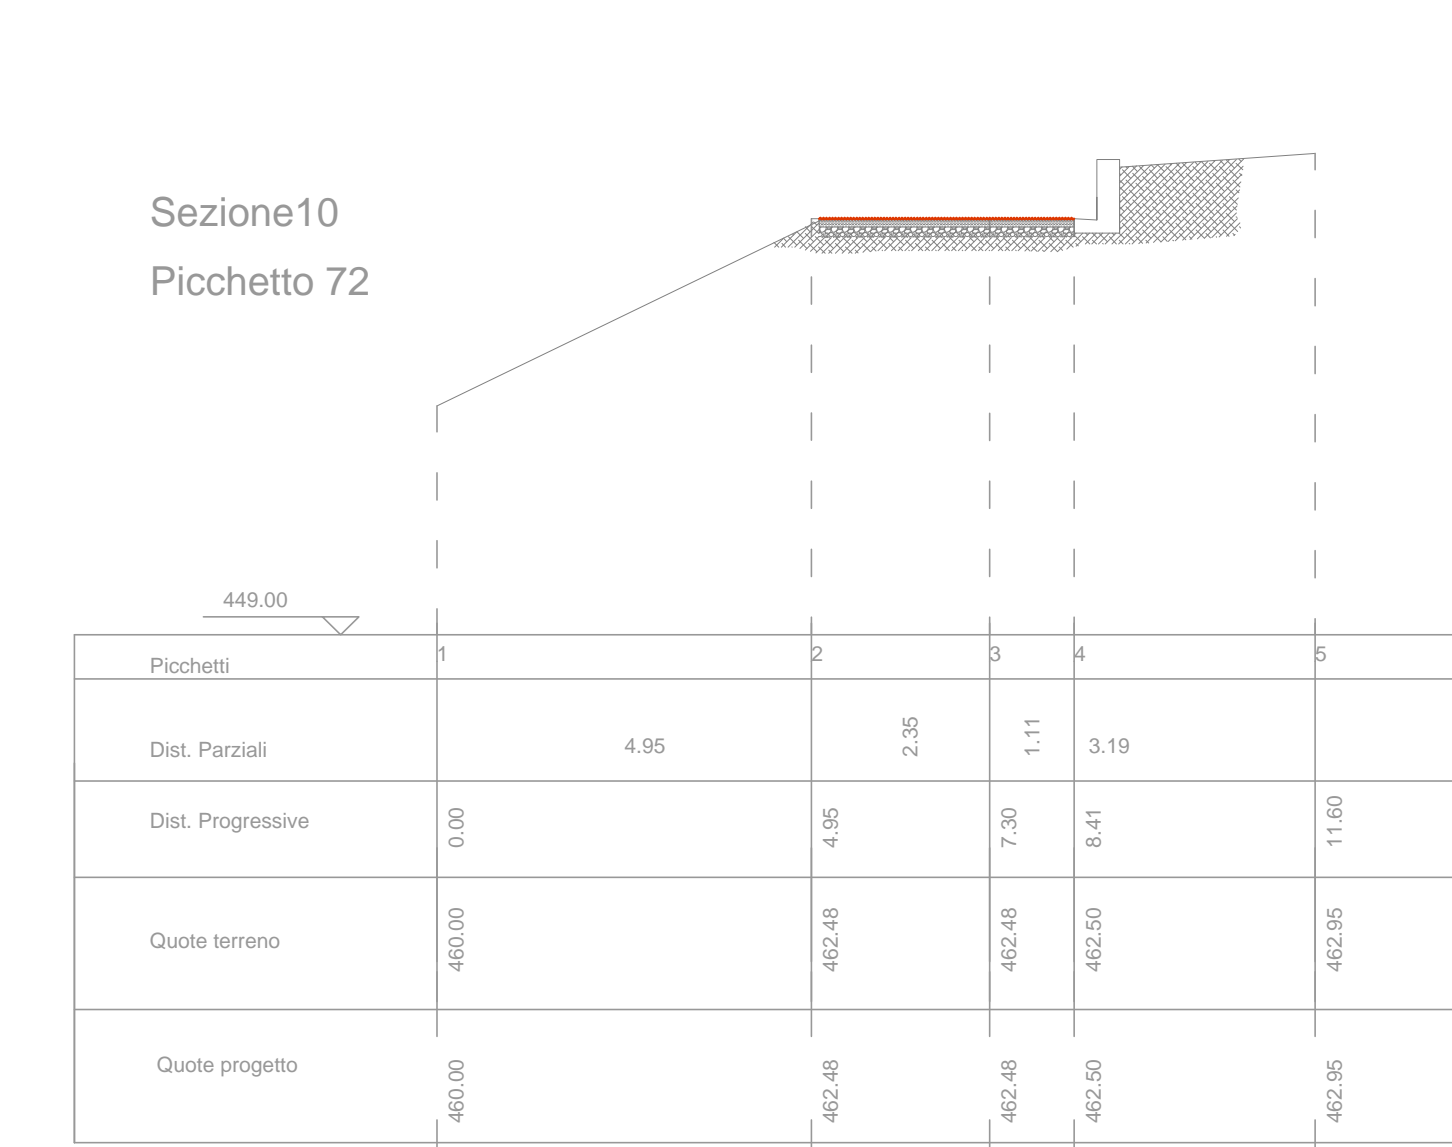 Sezione10
Picchetto 72
449.00
Picchetti 1 2 3 4 5
Dist. Parziali 4.95 2.35 1.11 3.19
Dist. Progressive 0.00 4.95 7.30 8.41 11.60
Quote terreno 460.00 462.48 462.48 462.50 462.95
Quote progetto 460.00 462.48 462.48 462.50 462.95